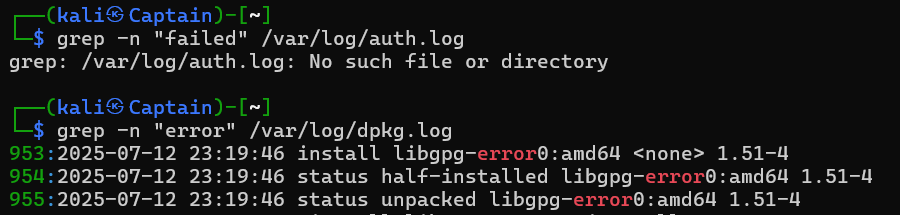 ┌──(kali㉿Captain)-[~]
└─$ grep -n "failed" /var/log/auth.log
grep: /var/log/auth.log: No such file or directory
┌──(kali㉿Captain)-[~]
└─$ grep -n "error" /var/log/dpkg.log
953:2025-07-12 23:19:46 install libgpg-error0:amd64 <none> 1.51-4
954:2025-07-12 23:19:46 status half-installed libgpg-error0:amd64 1.51-4
955:2025-07-12 23:19:46 status unpacked libgpg-error0:amd64 1.51-4